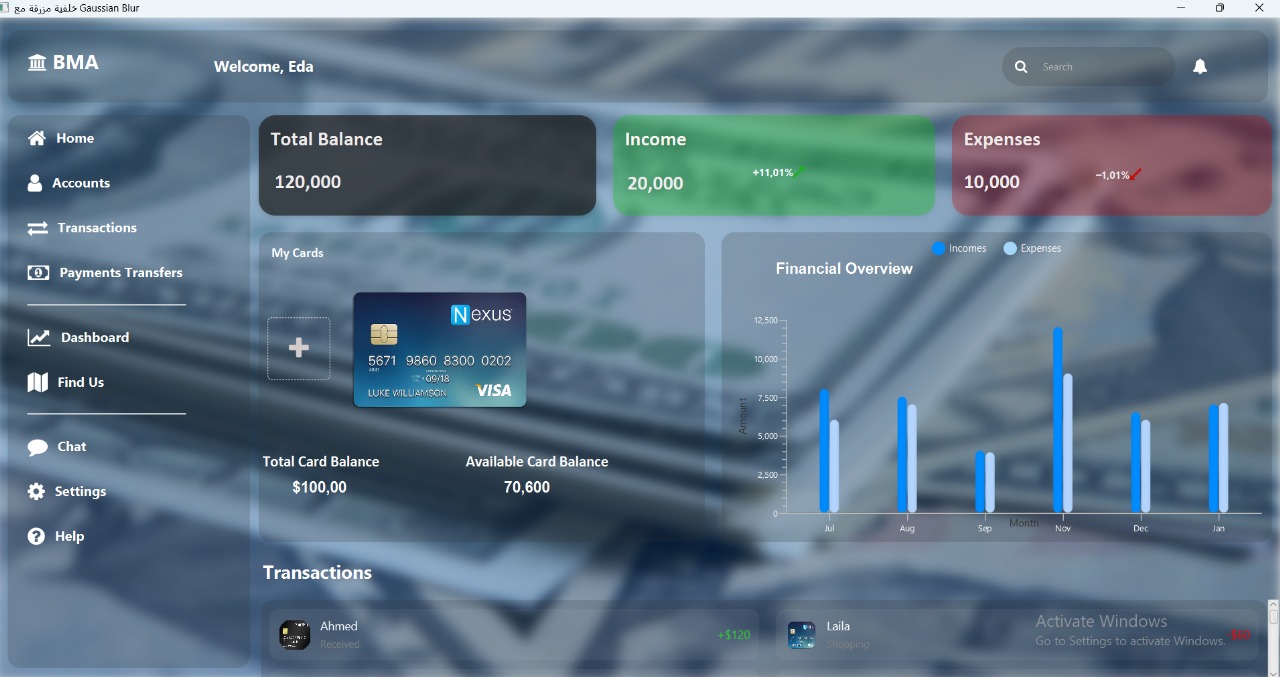 خلفية مزرقة مع Gaussian Blur
BMA
Welcome, Eda
Search
Home
Accounts
Transactions
Payments Transfers
Dashboard
Find Us
Chat
Settings
Help
Total Balance
120,000
Income
20,000
+11,01%
Expenses
10,000
−1,01%
My Cards
Nexus
5671 9860 8300 0202
09/18
LUKE WILLIAMSON
VISA
Total Card Balance
$100,00
Available Card Balance
70,600
Incomes
Expenses
Financial Overview
Amount
12,500
10,000
7,500
5,000
2,500
0
Jul
Aug
Sep
Nov
Dec
Jan
Month
Transactions
Ahmed
Received
+$120
Laila
Shopping
Activate Windows
Go to Settings to activate Windows.